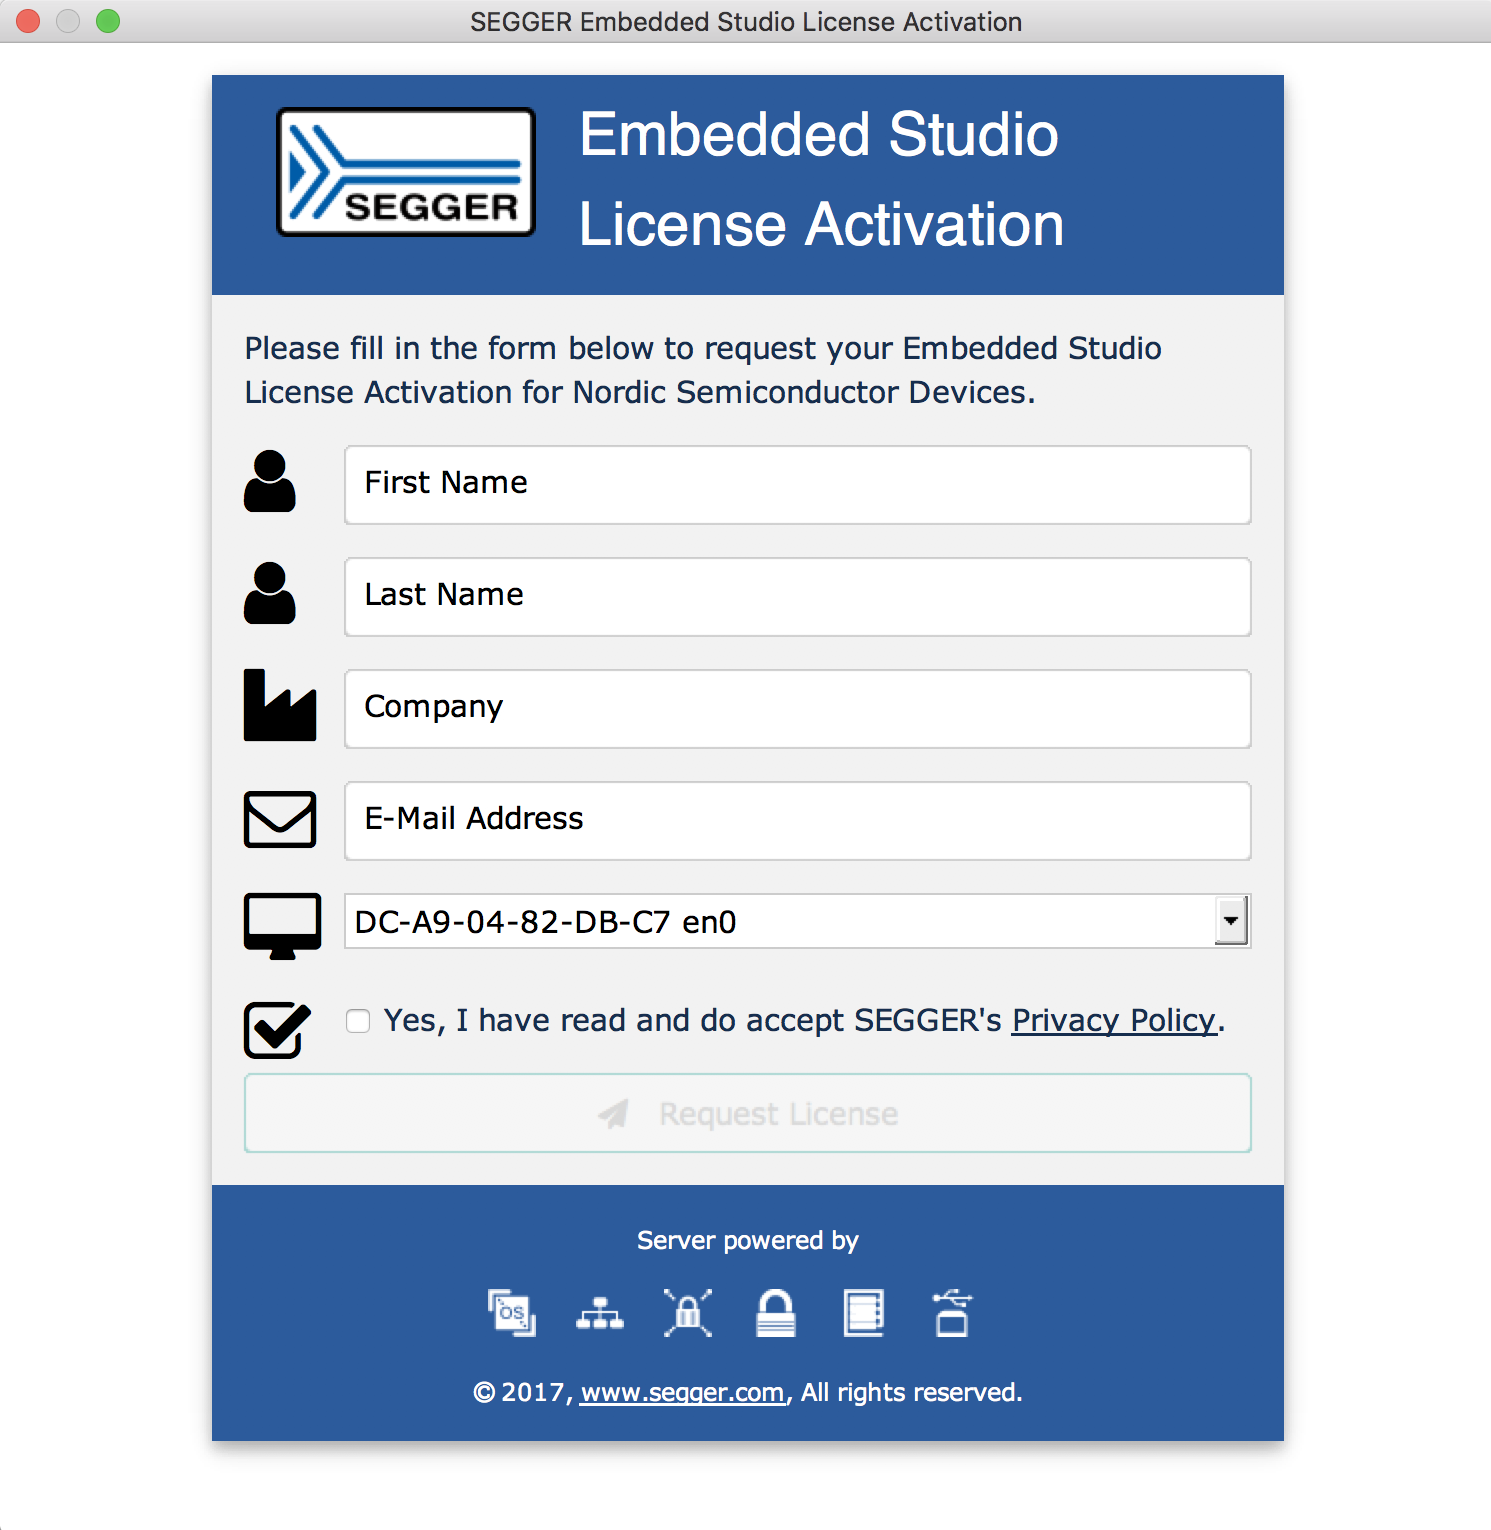 SEGGER Embedded Studio License Activation
SEGGER
Embedded Studio
License Activation
Please fill in the form below to request your Embedded Studio
License Activation for Nordic Semiconductor Devices.
First Name
Last Name
Company
E-Mail Address
DC-A9-04-82-DB-C7 en0
Yes, I have read and do accept SEGGER's Privacy Policy.
Request License
Server powered by
OS
© 2017, www.segger.com, All rights reserved.